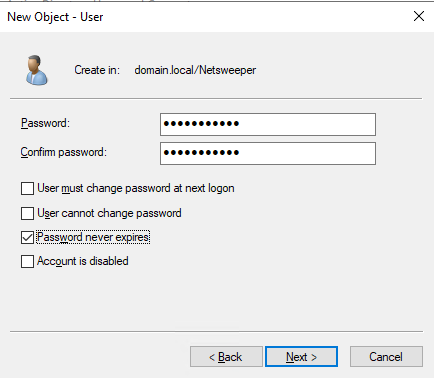 New Object - User
Create in: domain.local/Netsweeper
Password: ●●●●●●●●●●●
Confirm password: ●●●●●●●●●●●
User must change password at next logon
User cannot change password
Password never expires
Account is disabled
< Back Next > Cancel